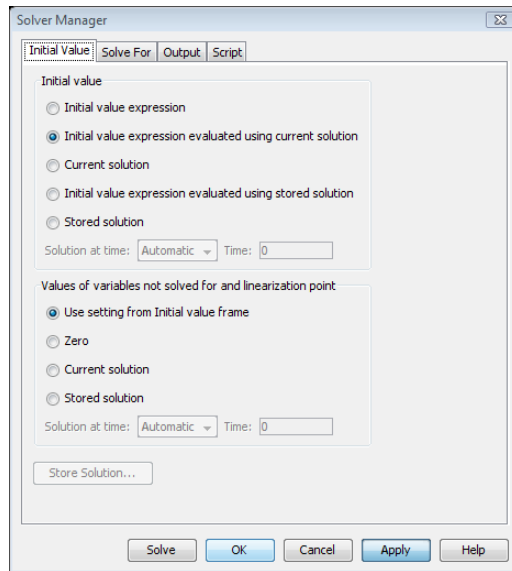 Solver Manager
Initial Value Solve For Output Script
Initial value
Initial value expression
Initial value expression evaluated using current solution
Current solution
Initial value expression evaluated using stored solution
Stored solution
Solution at time: Automatic Time: 0
Values of variables not solved for and linearization point
Use setting from Initial value frame
Zero
Current solution
Stored solution
Solution at time: Automatic Time: 0
Store Solution...
Solve OK Cancel Apply Help